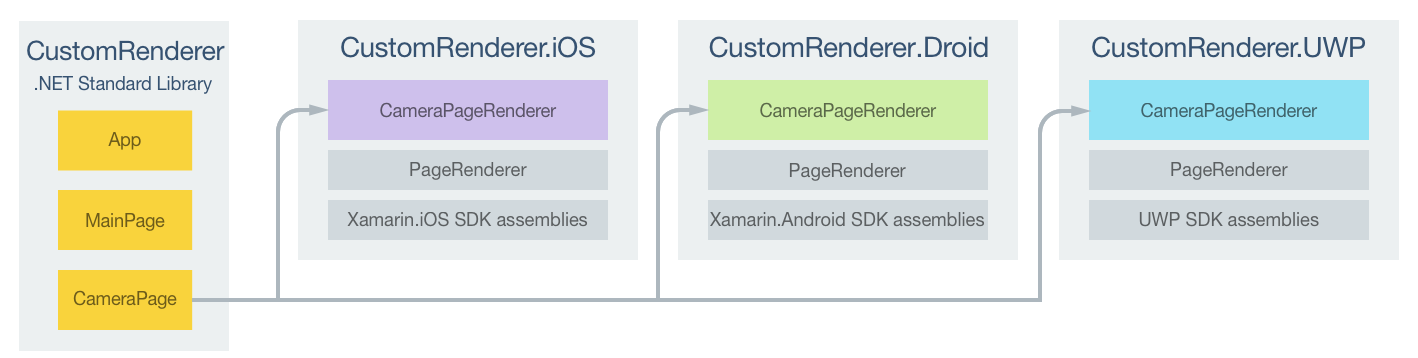 CustomRenderer
.NET Standard Library
App
MainPage
CameraPage
CustomRenderer.iOS
CameraPageRenderer
PageRenderer
Xamarin.iOS SDK assemblies
CustomRenderer.Droid
CameraPageRenderer
PageRenderer
Xamarin.Android SDK assemblies
CustomRenderer.UWP
CameraPageRenderer
PageRenderer
UWP SDK assemblies